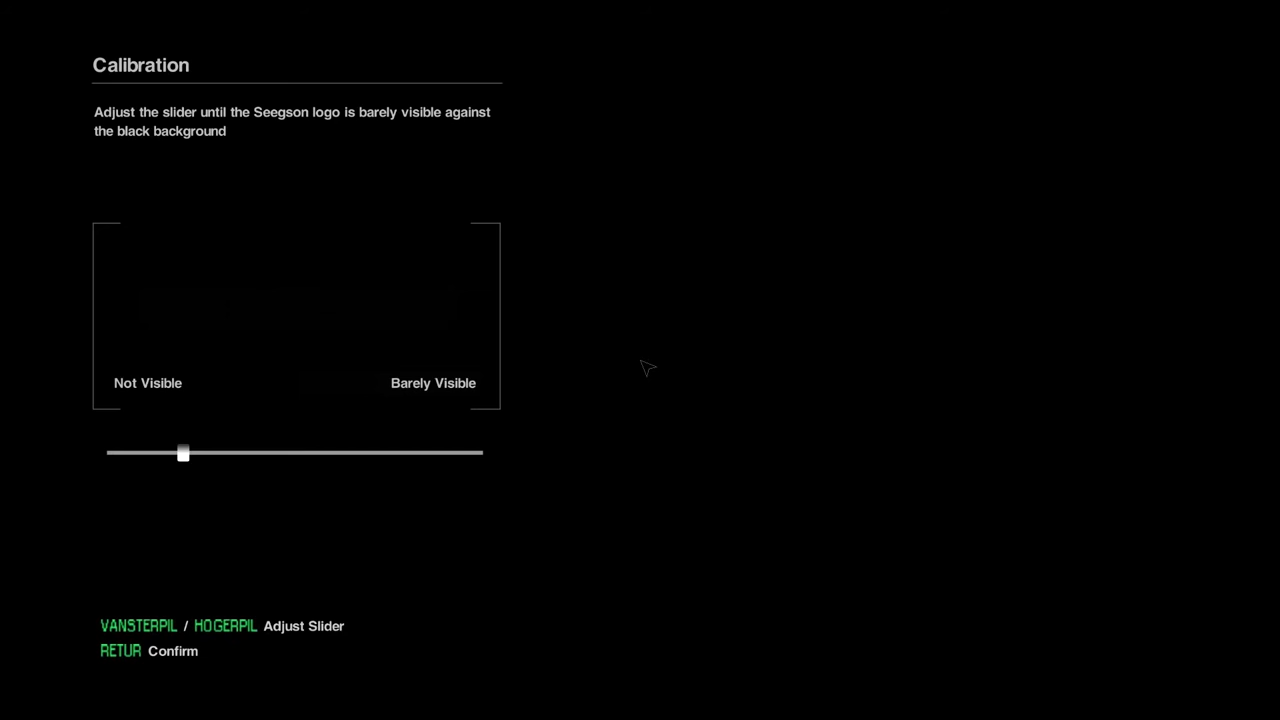 Calibration
Adjust the slider until the Seegson logo is barely visible against
the black background
Not Visible Barely Visible
VANSTERPIL / HOGERPIL Adjust Slider
RETUR Confirm